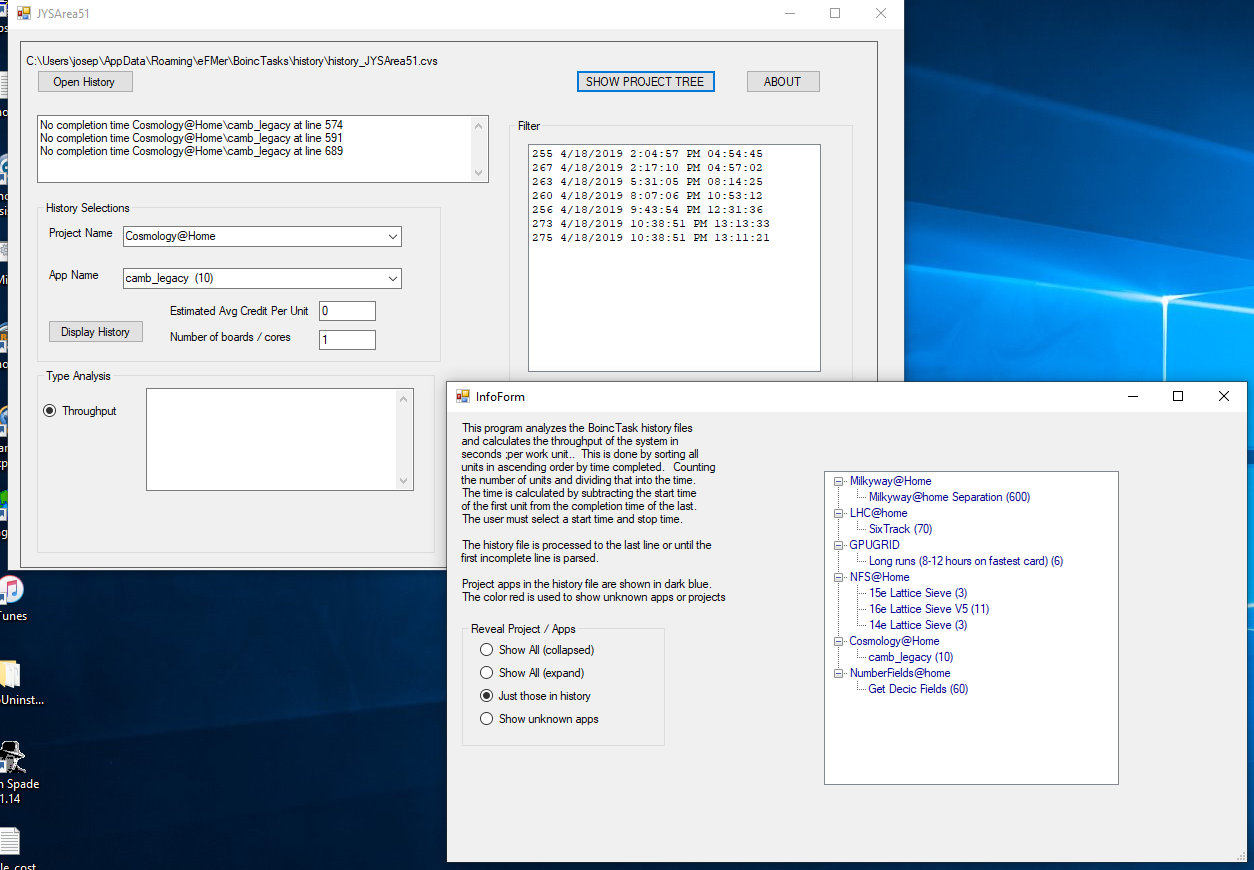 JYSArea51
C:\Users\josep\AppData\Roaming\eFMer\BoincTasks\history\history_JYSArea51.cvs
Open History
SHOW PROJECT TREE
ABOUT
No completion time Cosmology@Home\camb_legacy at line 574
No completion time Cosmology@Home\camb_legacy at line 591
No completion time Cosmology@Home\camb_legacy at line 689
Filter
255 4/18/2019 2:04:57 PM 04:54:45
267 4/18/2019 2:17:10 PM 04:57:02
263 4/18/2019 5:31:05 PM 08:14:25
260 4/18/2019 8:07:06 PM 10:53:12
256 4/18/2019 9:43:54 PM 12:31:36
273 4/18/2019 10:38:51 PM 13:13:33
275 4/18/2019 10:38:51 PM 13:11:21
History Selections
Project Name
Cosmology@Home
App Name
camb_legacy (10)
Estimated Avg Credit Per Unit
0
Display History
Number of boards / cores
1
Type Analysis
Throughput
InfoForm
This program analyzes the BoincTask history files
and calculates the throughput of the system in
seconds ;per work unit.. This is done by sorting all
units in ascending order by time completed. Counting
the number of units and dividing that into the time.
The time is calculated by subtracting the start time
of the first unit from the completion time of the last.
The user must select a start time and stop time.
The history file is processed to the last line or until the
first incomplete line is parsed.
Project apps in the history file are shown in dark blue.
The color red is used to show unknown apps or projects
Reveal Project / Apps
Show All (collapsed)
Show All (expand)
Just those in history
Show unknown apps
Milkyway@Home
Milkyway@home Separation (600)
LHC@home
SixTrack (70)
GPUGRID
Long runs (8-12 hours on fastest card) (6)
NFS@Home
15e Lattice Sieve (3)
16e Lattice Sieve V5 (11)
14e Lattice Sieve (3)
Cosmology@Home
camb_legacy (10)
NumberFields@home
Get Decic Fields (60)
Tunes
Uninst...
Spade
1.14
cost